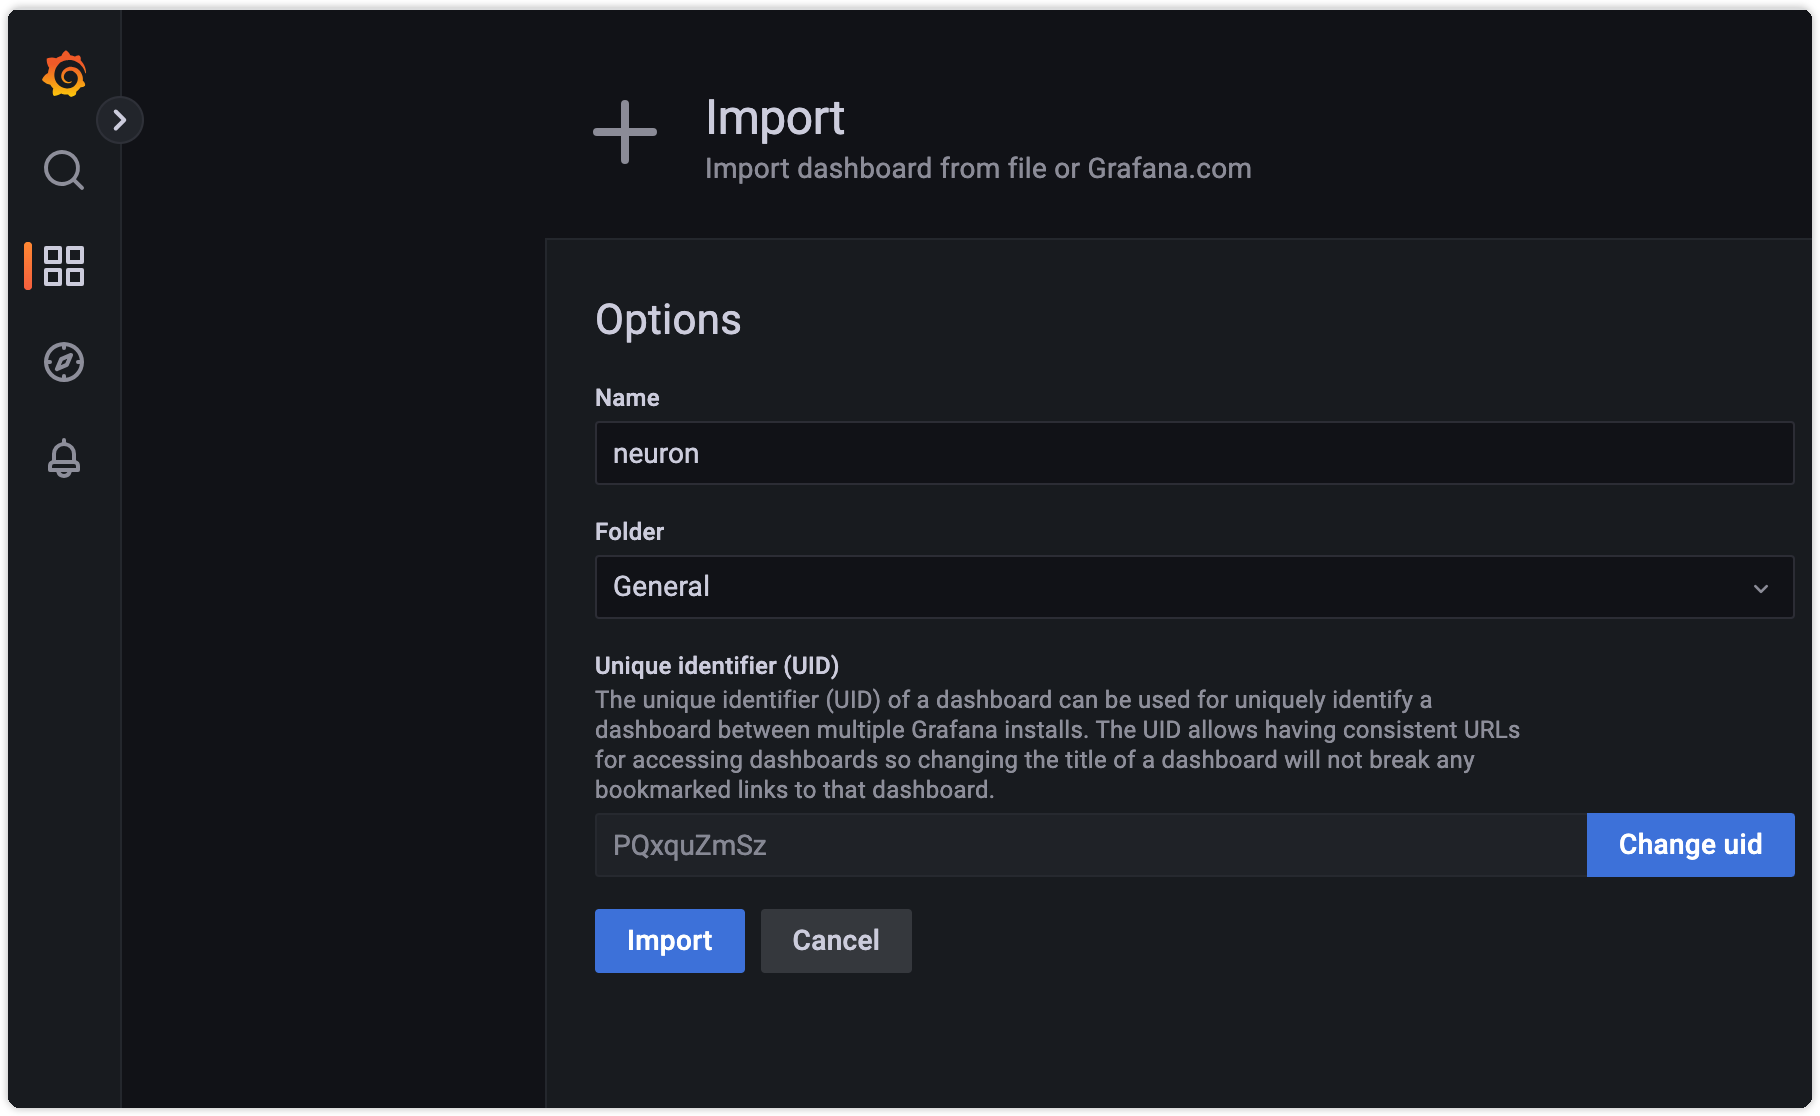 Import
Import dashboard from file or Grafana.com
Options
Name
neuron
Folder
General
Unique identifier (UID)
The unique identifier (UID) of a dashboard can be used for uniquely identify a
dashboard between multiple Grafana installs. The UID allows having consistent URLs
for accessing dashboards so changing the title of a dashboard will not break any
bookmarked links to that dashboard.
PQxquZmSz
Change uid
Import
Cancel